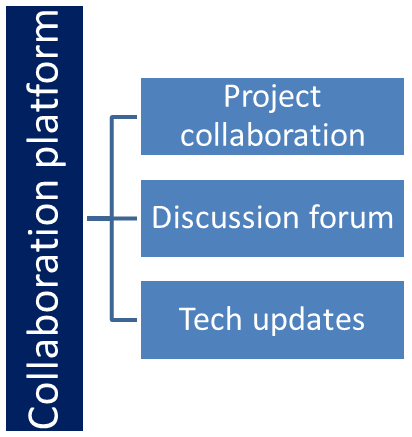 Collaboration platform
Project
collaboration
Discussion forum
Tech updates